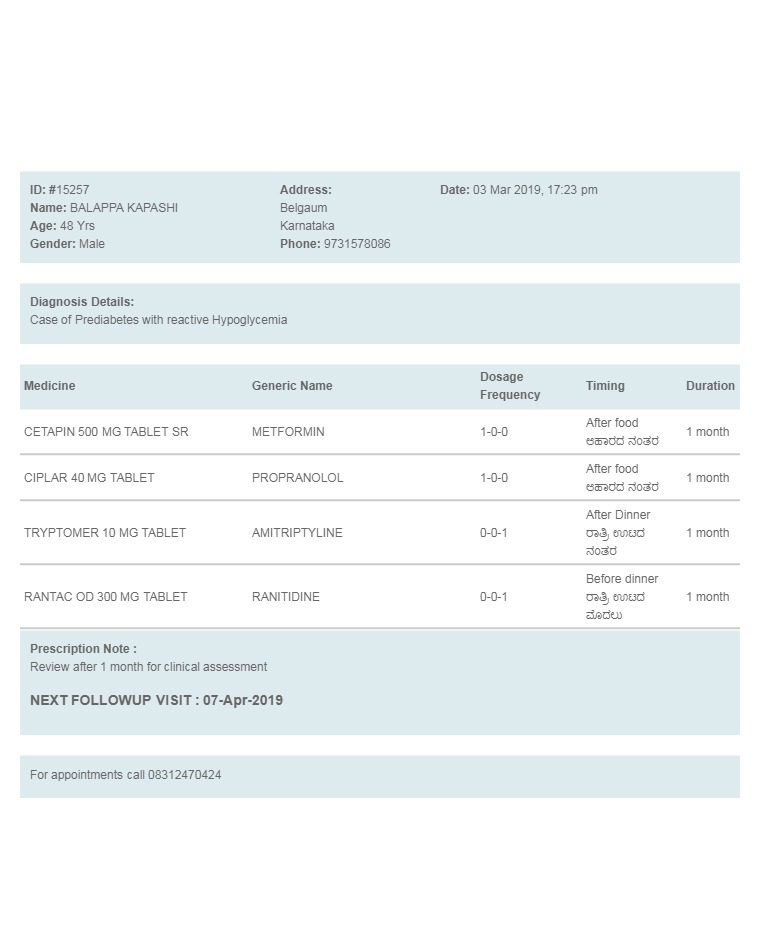 ID: #15257
Name: BALAPPA KAPASHI
Age: 48 Yrs
Gender: Male
Address:
Belgaum
Karnataka
Phone: 9731578086
Date: 03 Mar 2019, 17:23 pm
Diagnosis Details:
Case of Prediabetes with reactive Hypoglycemia
Medicine Generic Name Dosage Frequency Timing Duration
CETAPIN 500 MG TABLET SR METFORMIN 1-0-0 After food ಆಹಾರದ ನಂತರ 1 month
CIPLAR 40 MG TABLET PROPRANOLOL 1-0-0 After food ಆಹಾರದ ನಂತರ 1 month
TRYPTOMER 10 MG TABLET AMITRIPTYLINE 0-0-1 After Dinner ರಾತ್ರಿ ಊಟದ ನಂತರ 1 month
RANTAC OD 300 MG TABLET RANITIDINE 0-0-1 Before dinner ರಾತ್ರಿ ಊಟದ ಮೊದಲು 1 month
Prescription Note :
Review after 1 month for clinical assessment
NEXT FOLLOWUP VISIT : 07-Apr-2019
For appointments call 08312470424